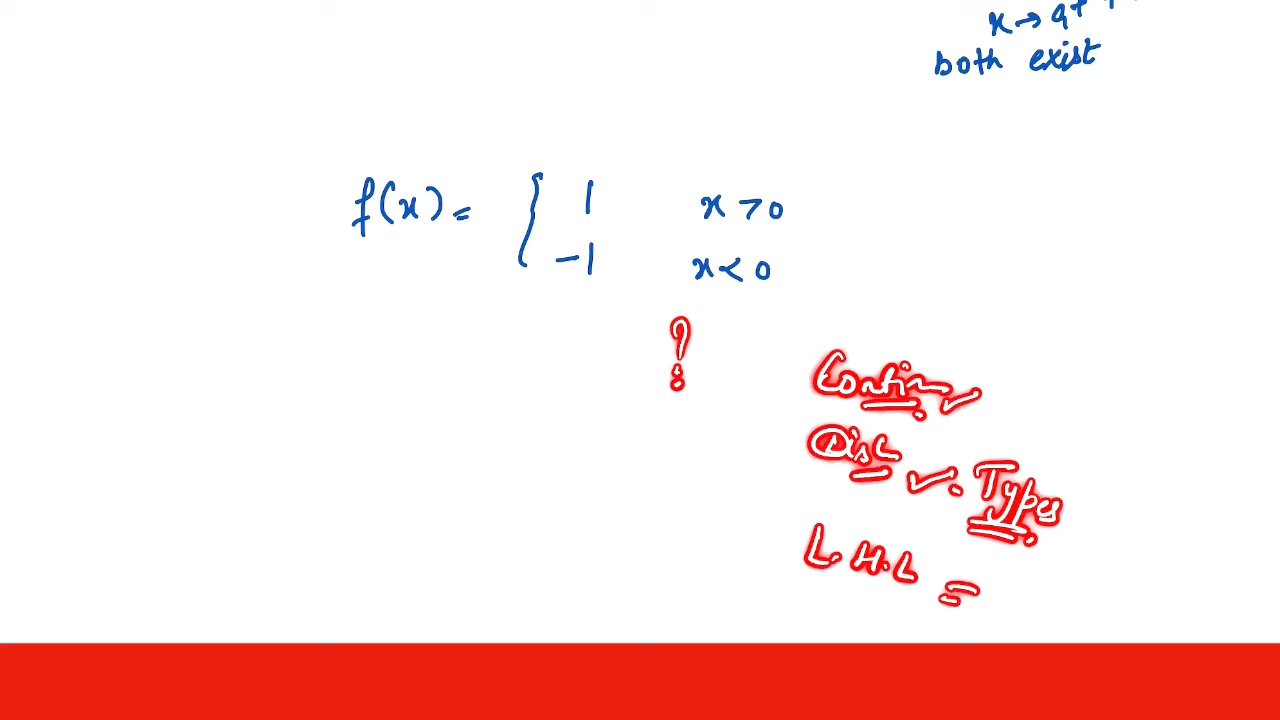 x → a+
both exist
f(x) = { 1 x > 0
-1 x < 0
?
Contin ✓
Disc ✓. Types
L.H.L =